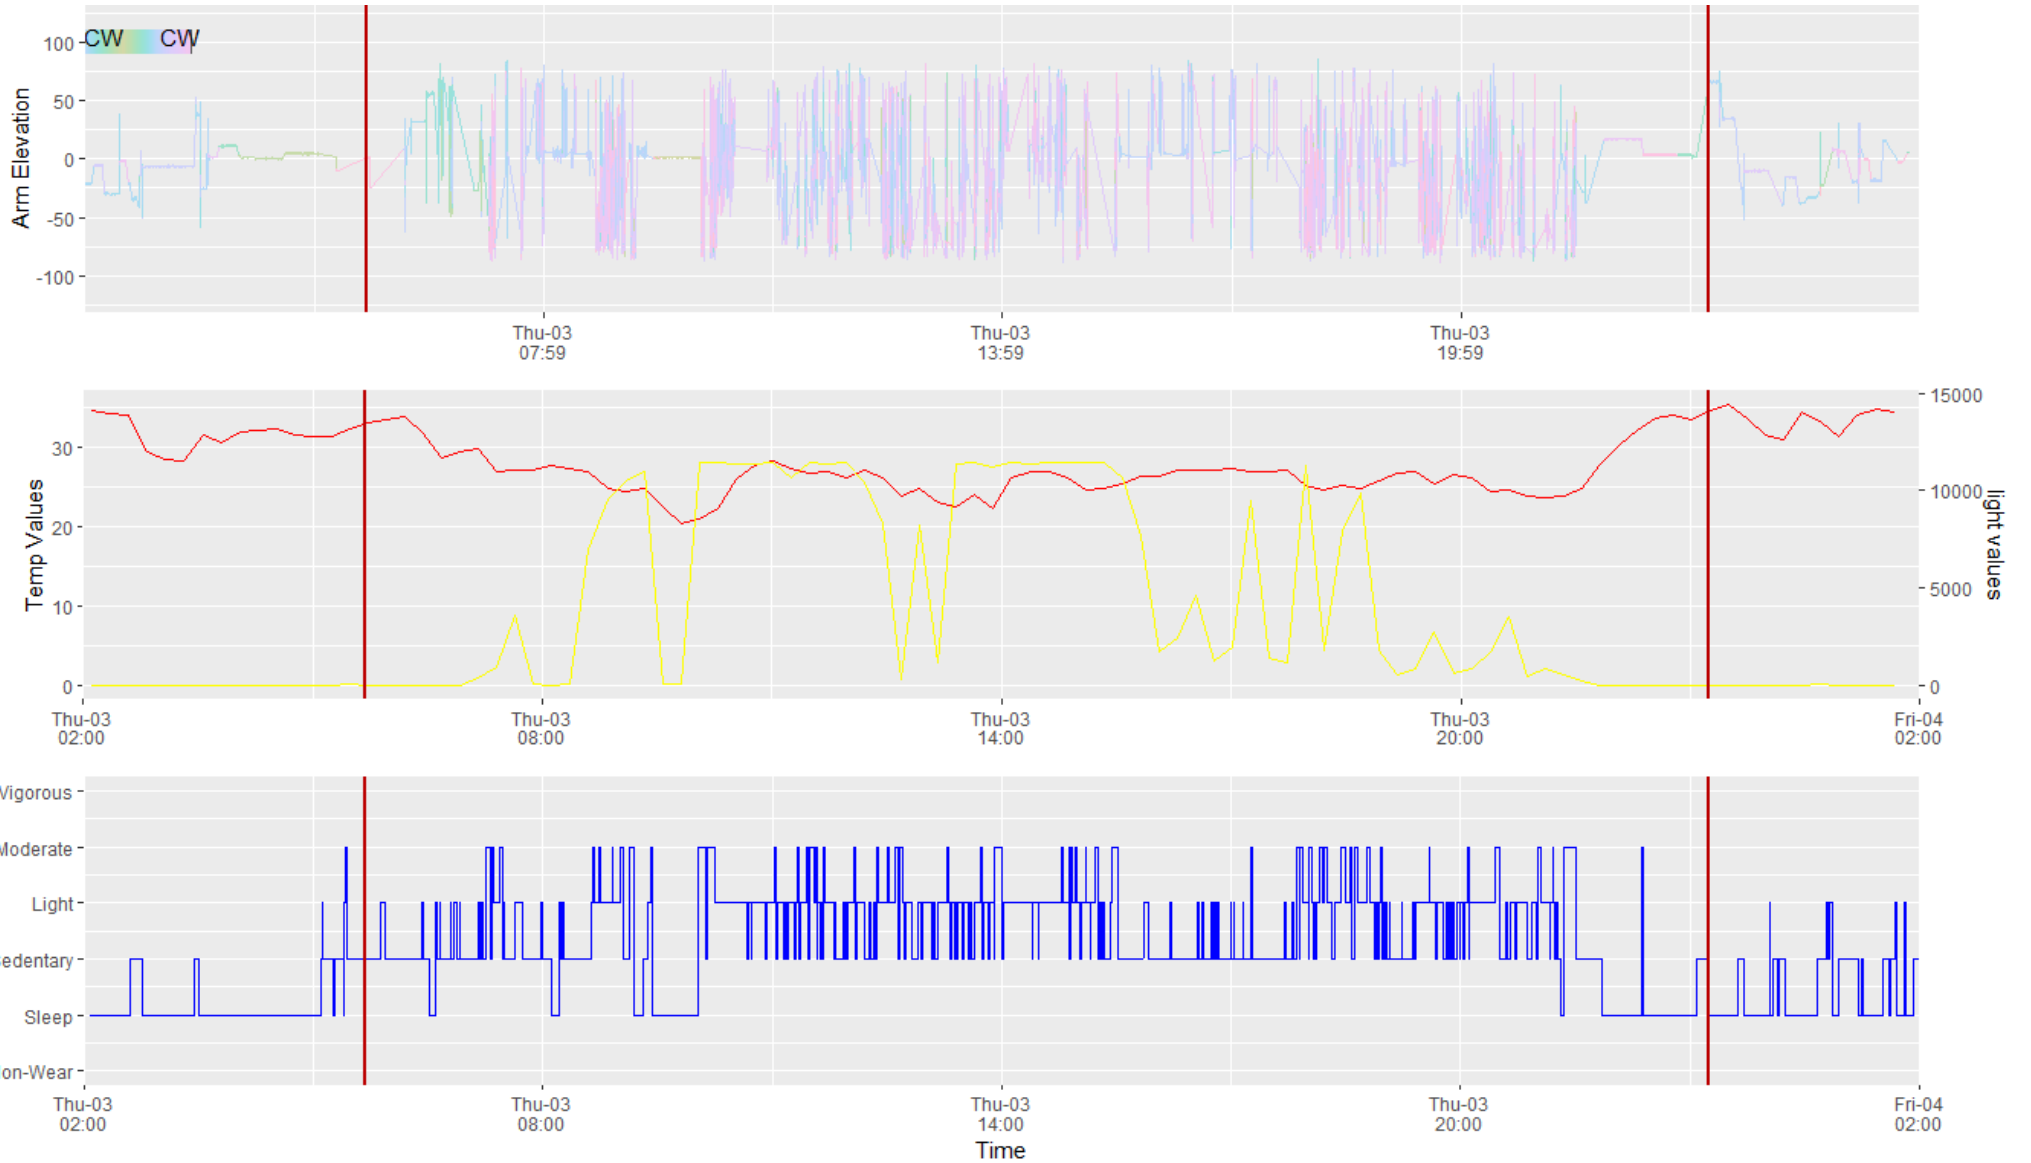 CW CW
100
50
0
-50
-100
Arm Elevation
Thu-03 Thu-03 Thu-03
07:59 13:59 19:59
30
20
10
0
Temp Values
15000
10000
5000
0
light values
Thu-03 Thu-03 Thu-03 Thu-03 Fri-04
02:00 08:00 14:00 20:00 02:00
Vigorous
Moderate
Light
Sedentary
Sleep
on-Wear
Thu-03 Thu-03 Thu-03 Thu-03 Fri-04
02:00 08:00 14:00 20:00 02:00
Time